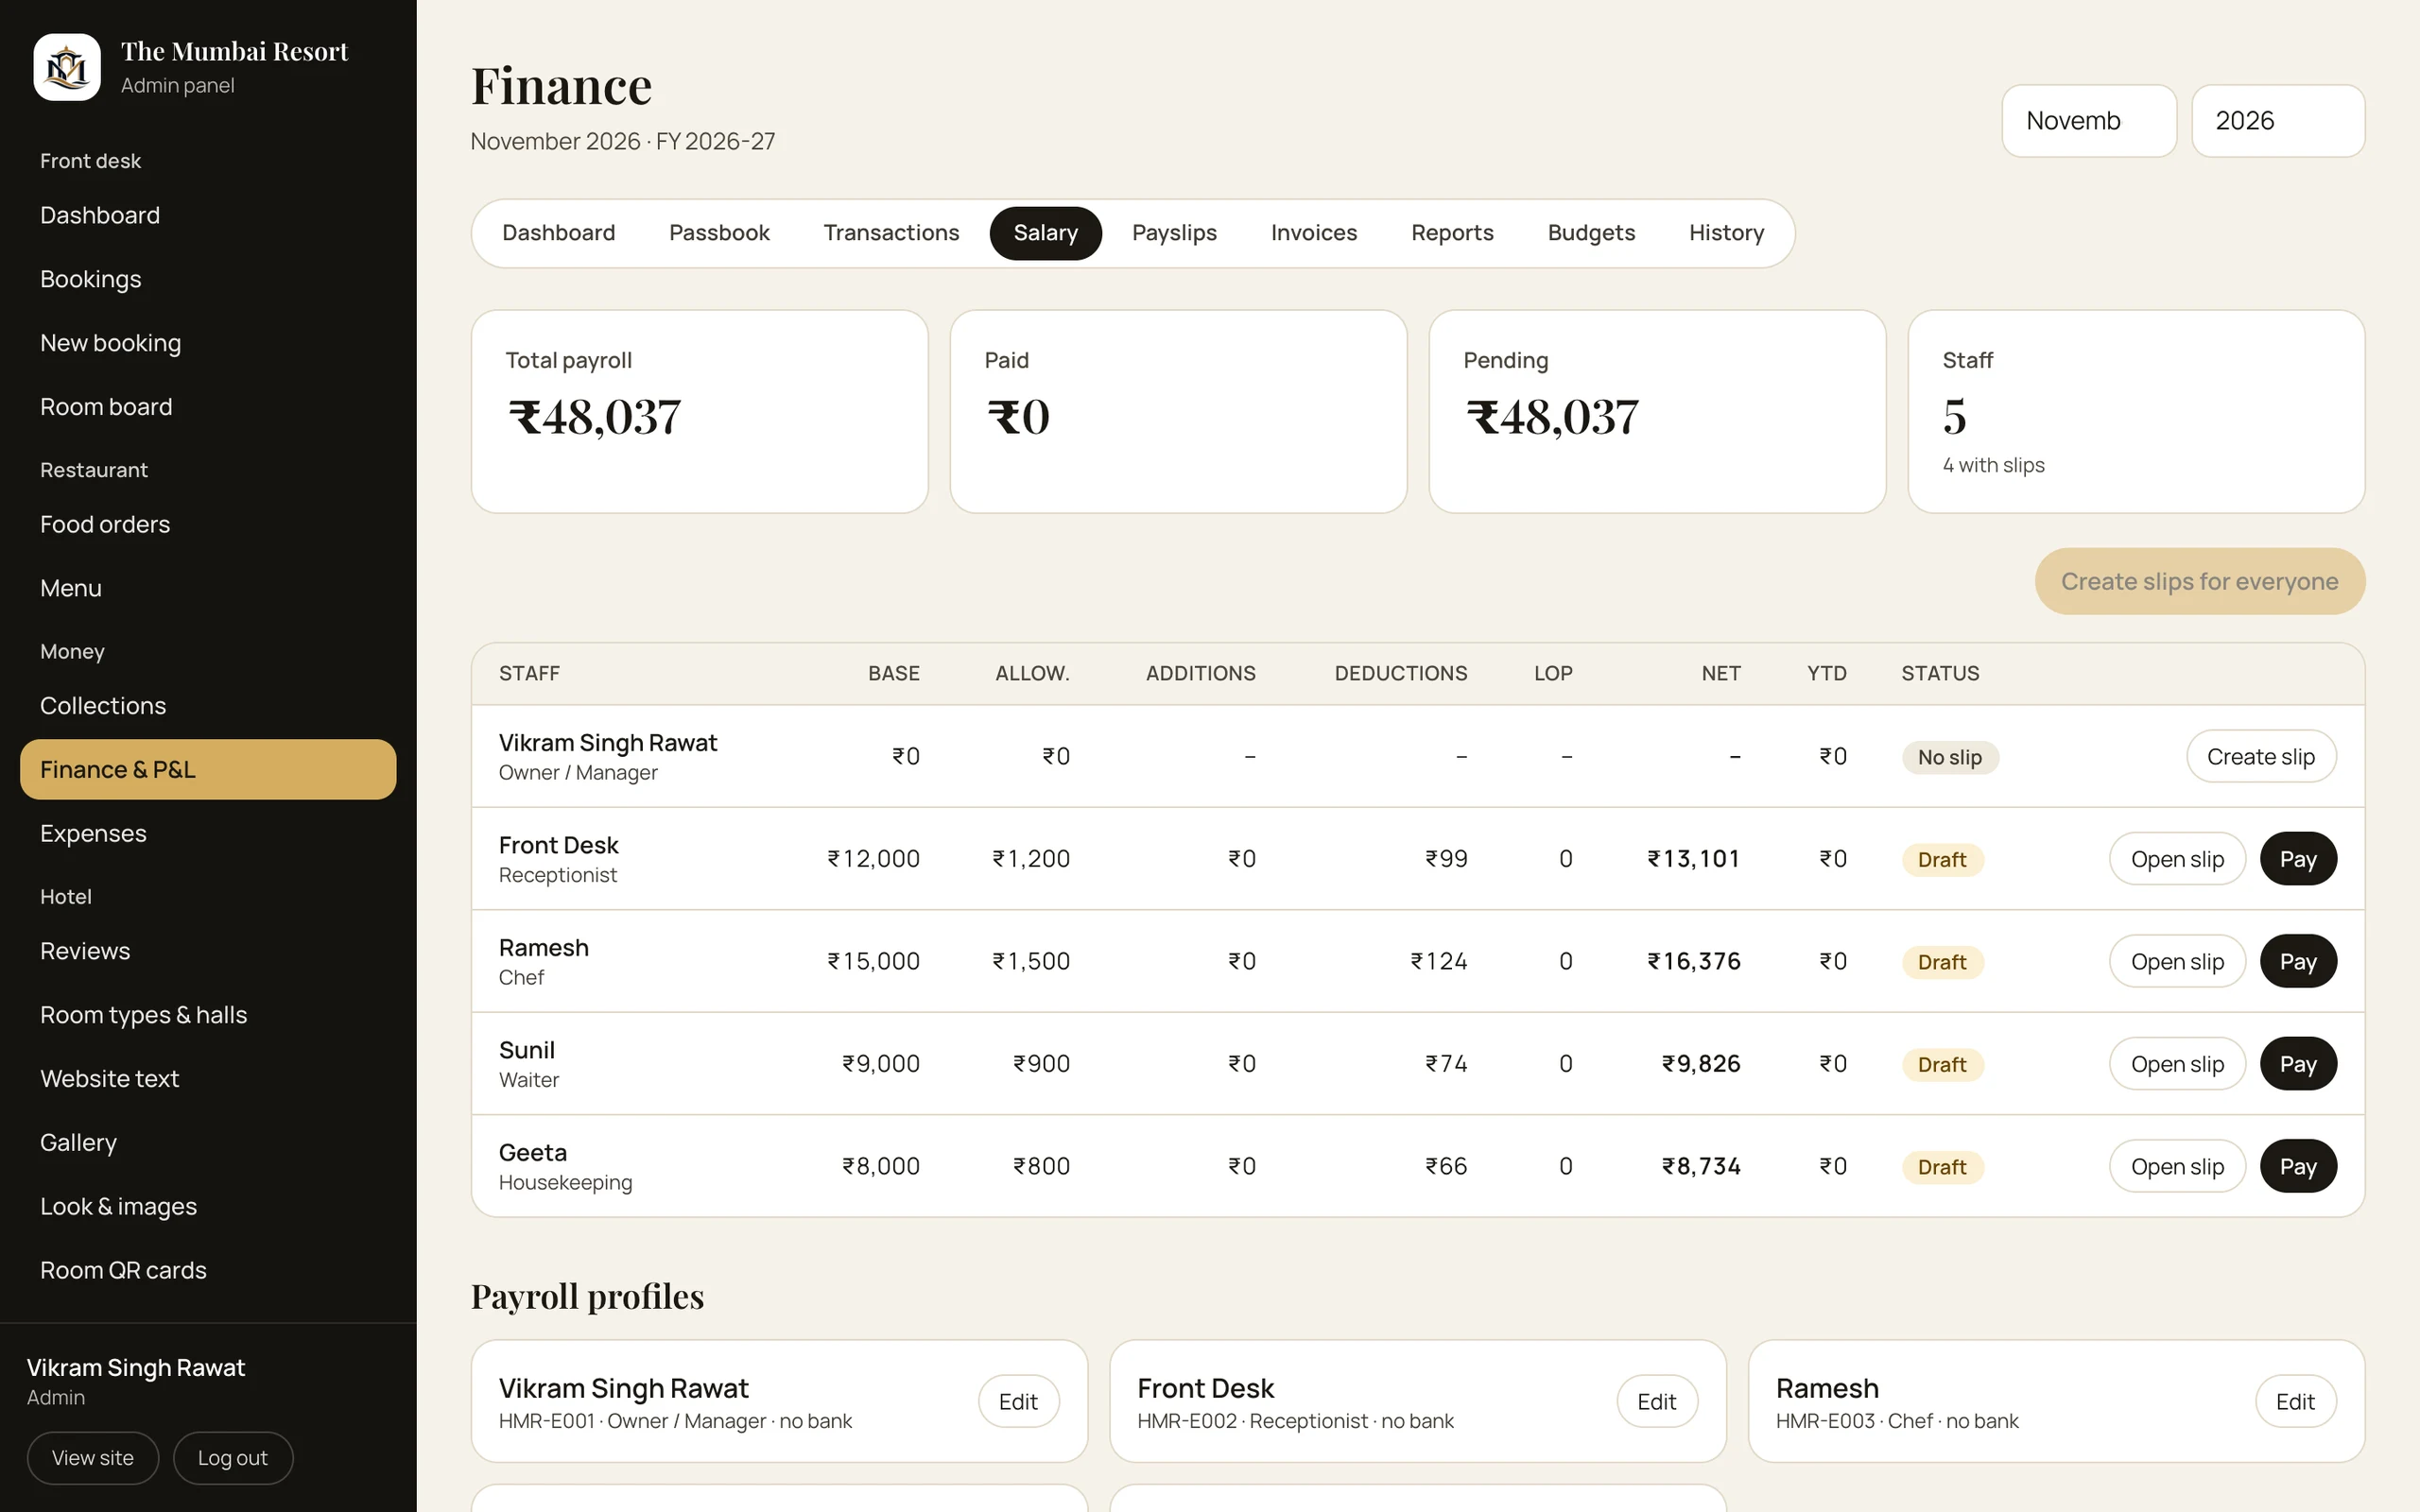 The Mumbai Resort
Admin panel
Front desk
Dashboard
Bookings
New booking
Room board
Restaurant
Food orders
Menu
Money
Collections
Finance & P&L
Expenses
Hotel
Reviews
Room types & halls
Website text
Gallery
Look & images
Room QR cards
Vikram Singh Rawat
Admin
View site Log out
Finance
November 2026 · FY 2026-27
Novemb 2026
Dashboard Passbook Transactions Salary Payslips Invoices Reports Budgets History
Total payroll
₹48,037
Paid
₹0
Pending
₹48,037
Staff
5
4 with slips
Create slips for everyone
STAFF BASE ALLOW. ADDITIONS DEDUCTIONS LOP NET YTD STATUS
Vikram Singh Rawat
Owner / Manager
₹0 ₹0 – – – – ₹0 No slip Create slip
Front Desk
Receptionist
₹12,000 ₹1,200 ₹0 ₹99 0 ₹13,101 ₹0 Draft Open slip Pay
Ramesh
Chef
₹15,000 ₹1,500 ₹0 ₹124 0 ₹16,376 ₹0 Draft Open slip Pay
Sunil
Waiter
₹9,000 ₹900 ₹0 ₹74 0 ₹9,826 ₹0 Draft Open slip Pay
Geeta
Housekeeping
₹8,000 ₹800 ₹0 ₹66 0 ₹8,734 ₹0 Draft Open slip Pay
Payroll profiles
Vikram Singh Rawat
HMR-E001 · Owner / Manager · no bank
Edit
Front Desk
HMR-E002 · Receptionist · no bank
Edit
Ramesh
HMR-E003 · Chef · no bank
Edit